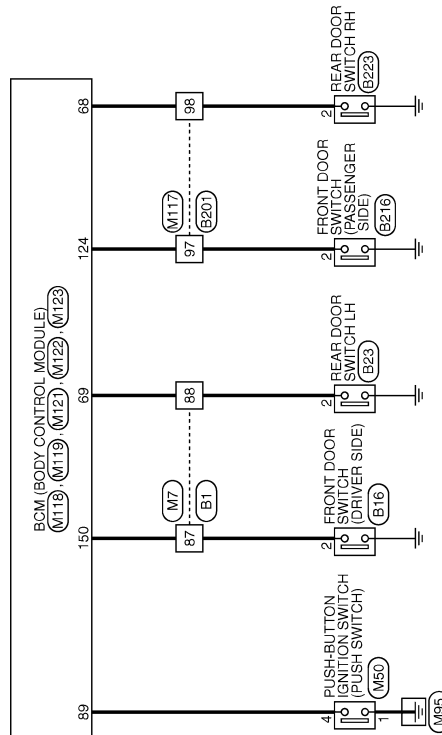 BCM (BODY CONTROL MODULE)
M118 , M119 , M121 , M122 , M123
89
150
69
124
68
87
M7
B1
88
97
M117
B201
98
4
PUSH-BUTTON
IGNITION SWITCH
(PUSH SWITCH)
M50
1
M95
2
FRONT DOOR
SWITCH
(DRIVER SIDE)
B16
2
REAR DOOR
SWITCH LH
B23
2
FRONT DOOR
SWITCH
(PASSENGER
SIDE)
B216
2
REAR DOOR
SWITCH RH
B223